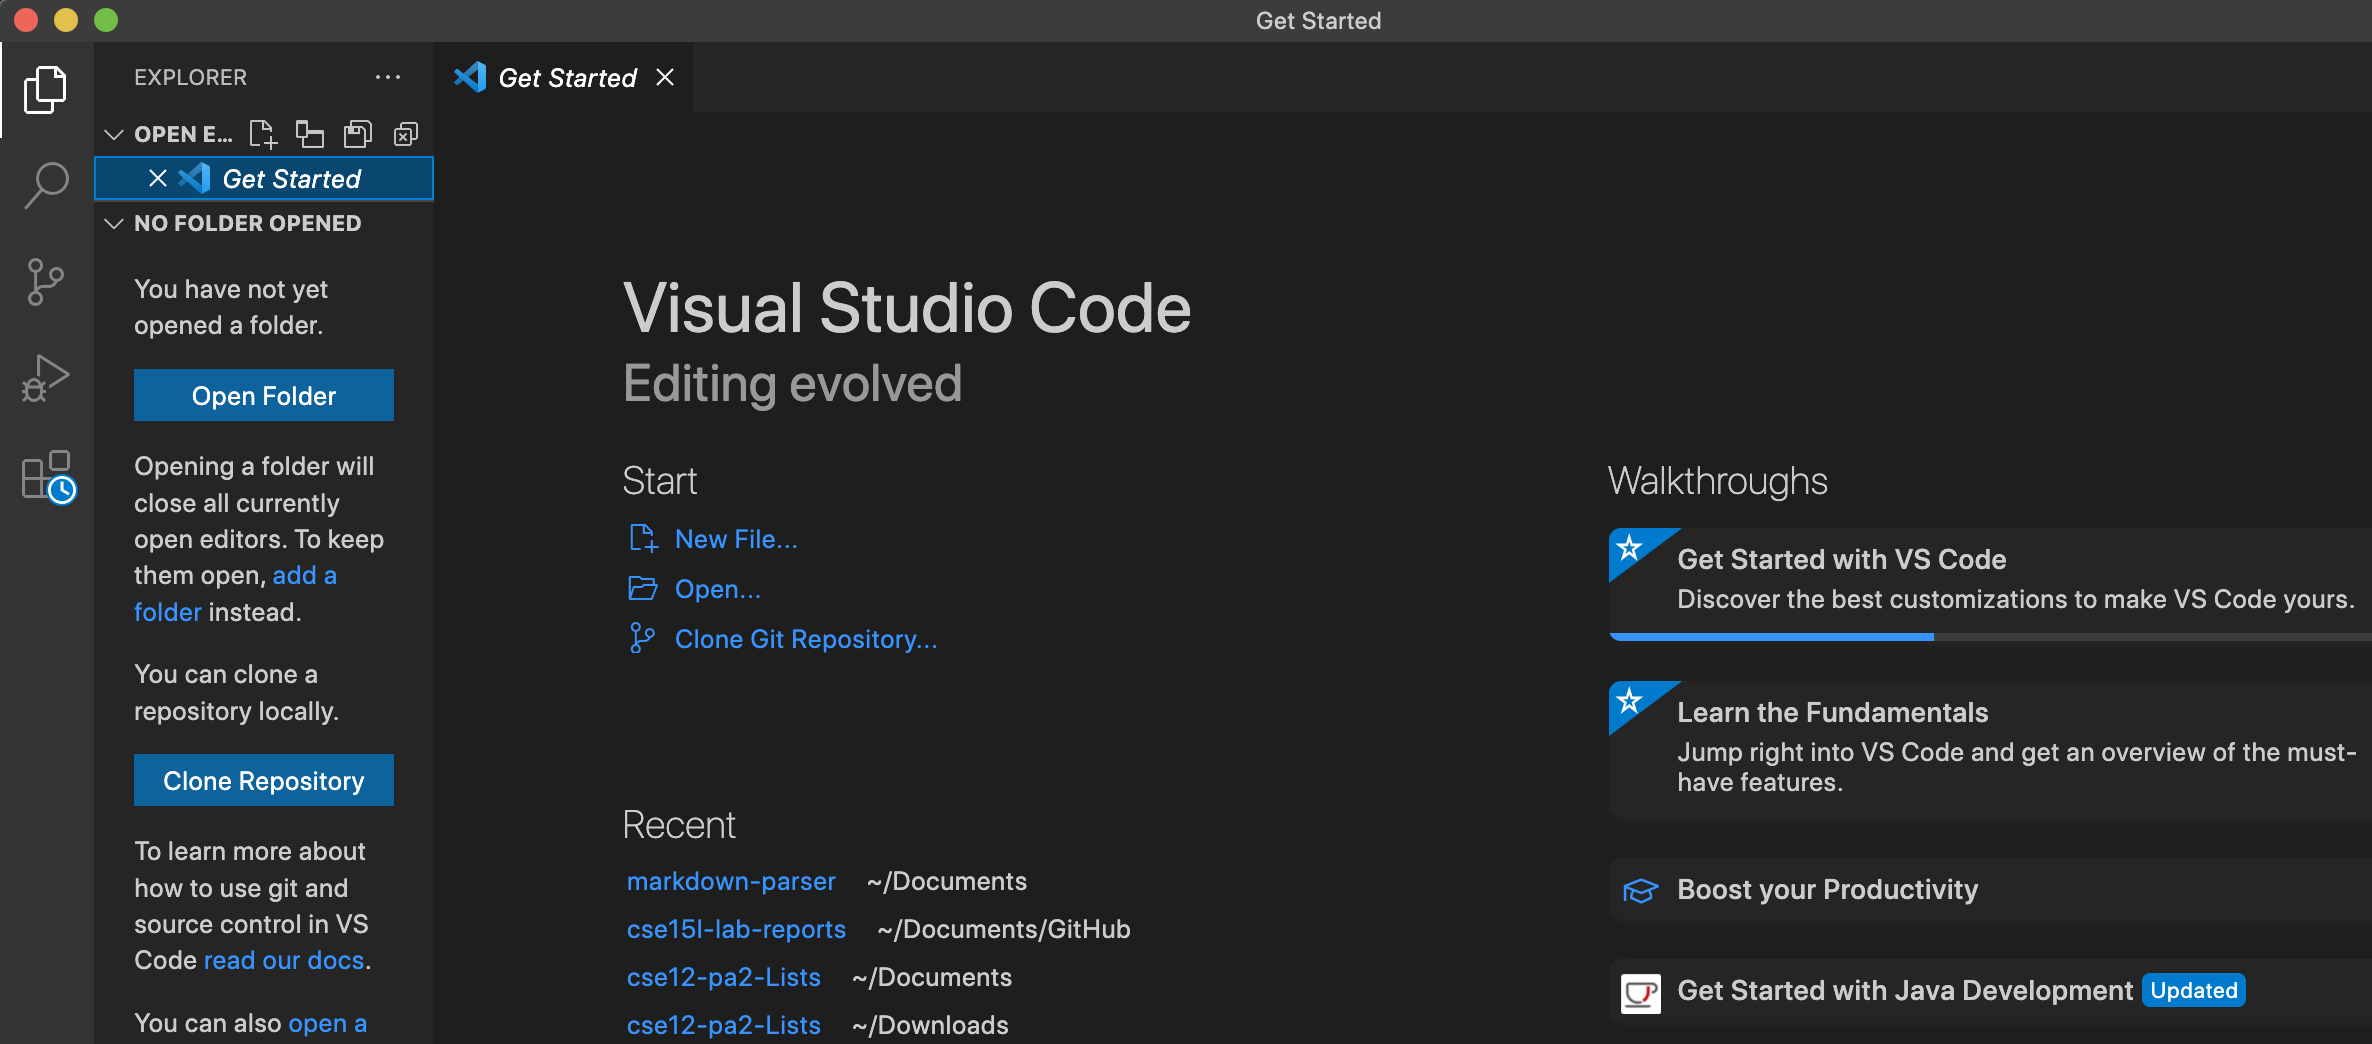 Get Started
EXPLORER
OPEN E...
Get Started
NO FOLDER OPENED
You have not yet
opened a folder.
Open Folder
Opening a folder will
close all currently
open editors. To keep
them open, add a
folder instead.
You can clone a
repository locally.
Clone Repository
To learn more about
how to use git and
source control in VS
Code read our docs.
You can also open a
Get Started
Visual Studio Code
Editing evolved
Start
New File...
Open...
Clone Git Repository...
Recent
markdown-parser ~/Documents
cse15l-lab-reports ~/Documents/GitHub
cse12-pa2-Lists ~/Documents
cse12-pa2-Lists ~/Downloads
Walkthroughs
Get Started with VS Code
Discover the best customizations to make VS Code yours.
Learn the Fundamentals
Jump right into VS Code and get an overview of the must-
have features.
Boost your Productivity
Get Started with Java Development Updated